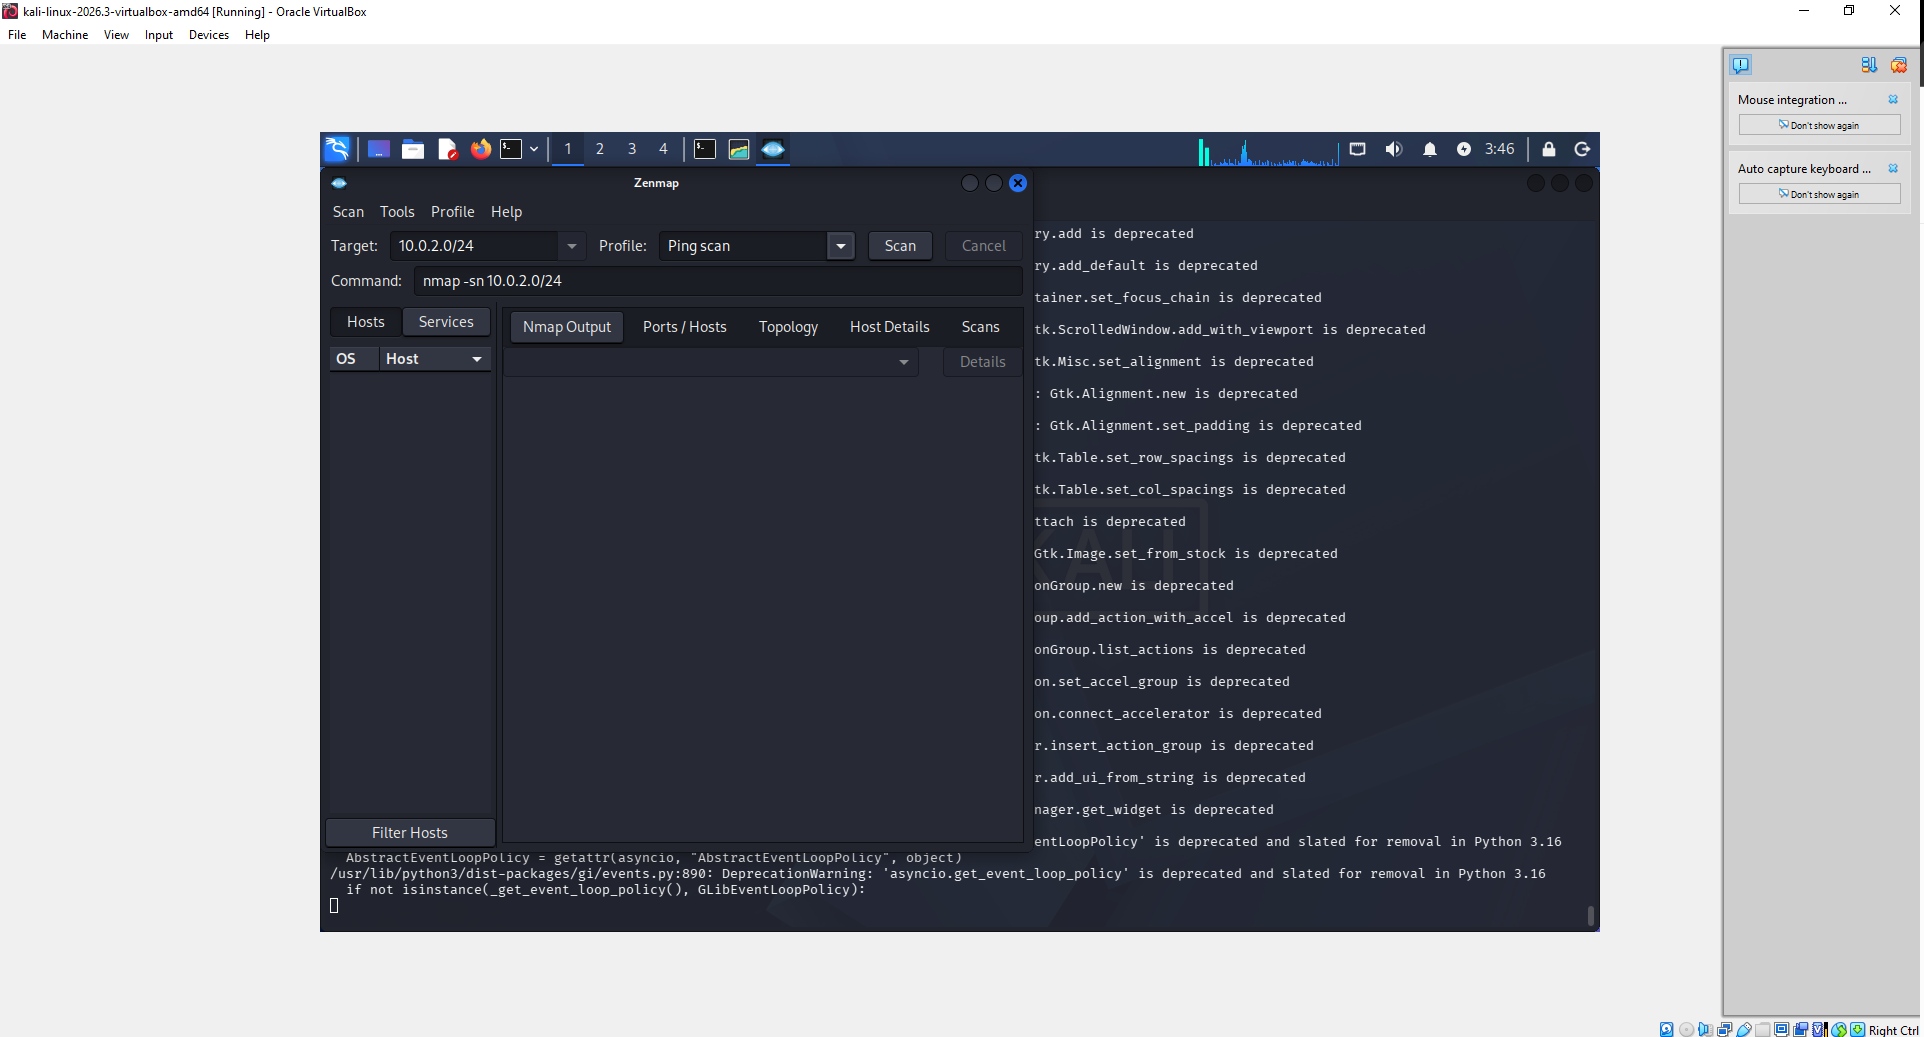 kali-linux-2026.3-virtualbox-amd64 [Running] - Oracle VirtualBox
File Machine View Input Devices Help
Mouse integration ...
Don't show again
Auto capture keyboard ...
Don't show again
1 2 3 4 3:46
Zenmap
Scan Tools Profile Help
Target: 10.0.2.0/24 Profile: Ping scan Scan Cancel
Command: nmap -sn 10.0.2.0/24
Hosts Services
Nmap Output Ports / Hosts Topology Host Details Scans
OS Host
Details
Filter Hosts
ry.add is deprecated
ry.add_default is deprecated
tainer.set_focus_chain is deprecated
tk.ScrolledWindow.add_with_viewport is deprecated
tk.Misc.set_alignment is deprecated
: Gtk.Alignment.new is deprecated
: Gtk.Alignment.set_padding is deprecated
tk.Table.set_row_spacings is deprecated
tk.Table.set_col_spacings is deprecated
ttach is deprecated
Gtk.Image.set_from_stock is deprecated
onGroup.new is deprecated
oup.add_action_with_accel is deprecated
onGroup.list_actions is deprecated
on.set_accel_group is deprecated
on.connect_accelerator is deprecated
r.insert_action_group is deprecated
r.add_ui_from_string is deprecated
nager.get_widget is deprecated
entLoopPolicy' is deprecated and slated for removal in Python 3.16
AbstractEventLoopPolicy = getattr(asyncio, "AbstractEventLoopPolicy", object)
/usr/lib/python3/dist-packages/gi/events.py:890: DeprecationWarning: 'asyncio.get_event_loop_policy' is deprecated and slated for removal in Python 3.16
if not isinstance(_get_event_loop_policy(), GLibEventLoopPolicy):
KALI
Right Ctrl